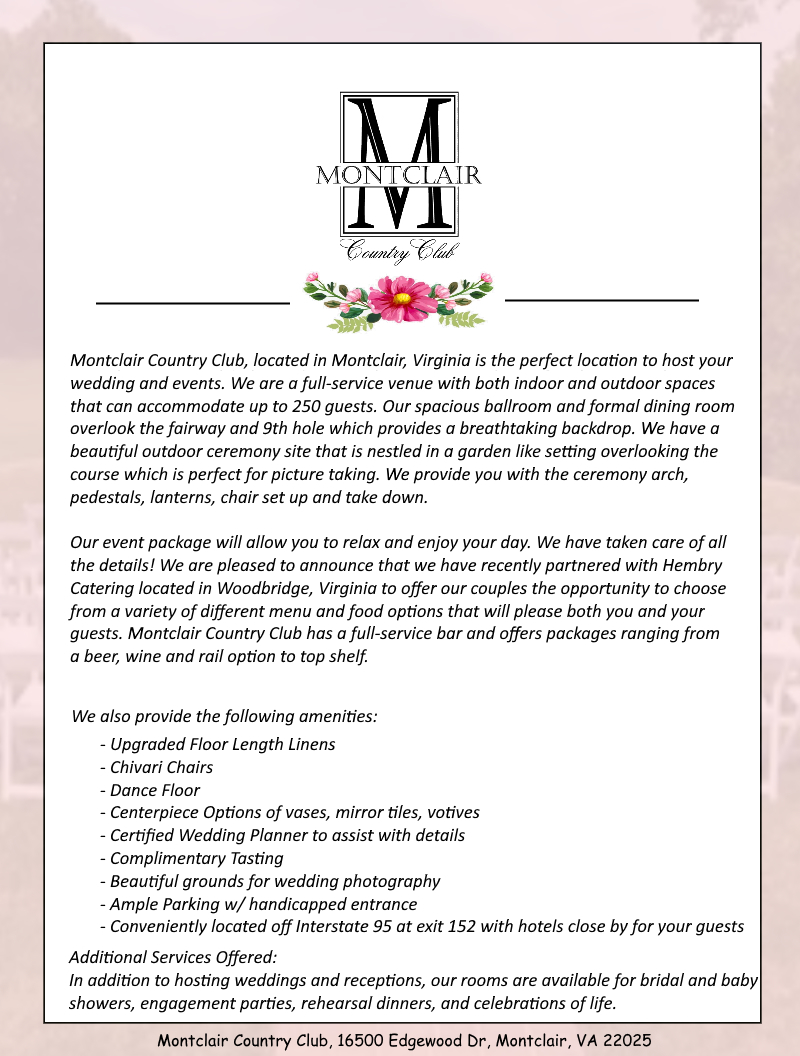 M
MONTCLAIR
Country Club
Montclair Country Club, located in Montclair, Virginia is the perfect location to host your
wedding and events. We are a full-service venue with both indoor and outdoor spaces
that can accommodate up to 250 guests. Our spacious ballroom and formal dining room
overlook the fairway and 9th hole which provides a breathtaking backdrop. We have a
beautiful outdoor ceremony site that is nestled in a garden like setting overlooking the
course which is perfect for picture taking. We provide you with the ceremony arch,
pedestals, lanterns, chair set up and take down.
Our event package will allow you to relax and enjoy your day. We have taken care of all
the details! We are pleased to announce that we have recently partnered with Hembry
Catering located in Woodbridge, Virginia to offer our couples the opportunity to choose
from a variety of different menu and food options that will please both you and your
guests. Montclair Country Club has a full-service bar and offers packages ranging from
a beer, wine and rail option to top shelf.
We also provide the following amenities:
- Upgraded Floor Length Linens
- Chivari Chairs
- Dance Floor
- Centerpiece Options of vases, mirror tiles, votives
- Certified Wedding Planner to assist with details
- Complimentary Tasting
- Beautiful grounds for wedding photography
- Ample Parking w/ handicapped entrance
- Conveniently located off Interstate 95 at exit 152 with hotels close by for your guests
Additional Services Offered:
In addition to hosting weddings and receptions, our rooms are available for bridal and baby
showers, engagement parties, rehearsal dinners, and celebrations of life.
Montclair Country Club, 16500 Edgewood Dr, Montclair, VA 22025